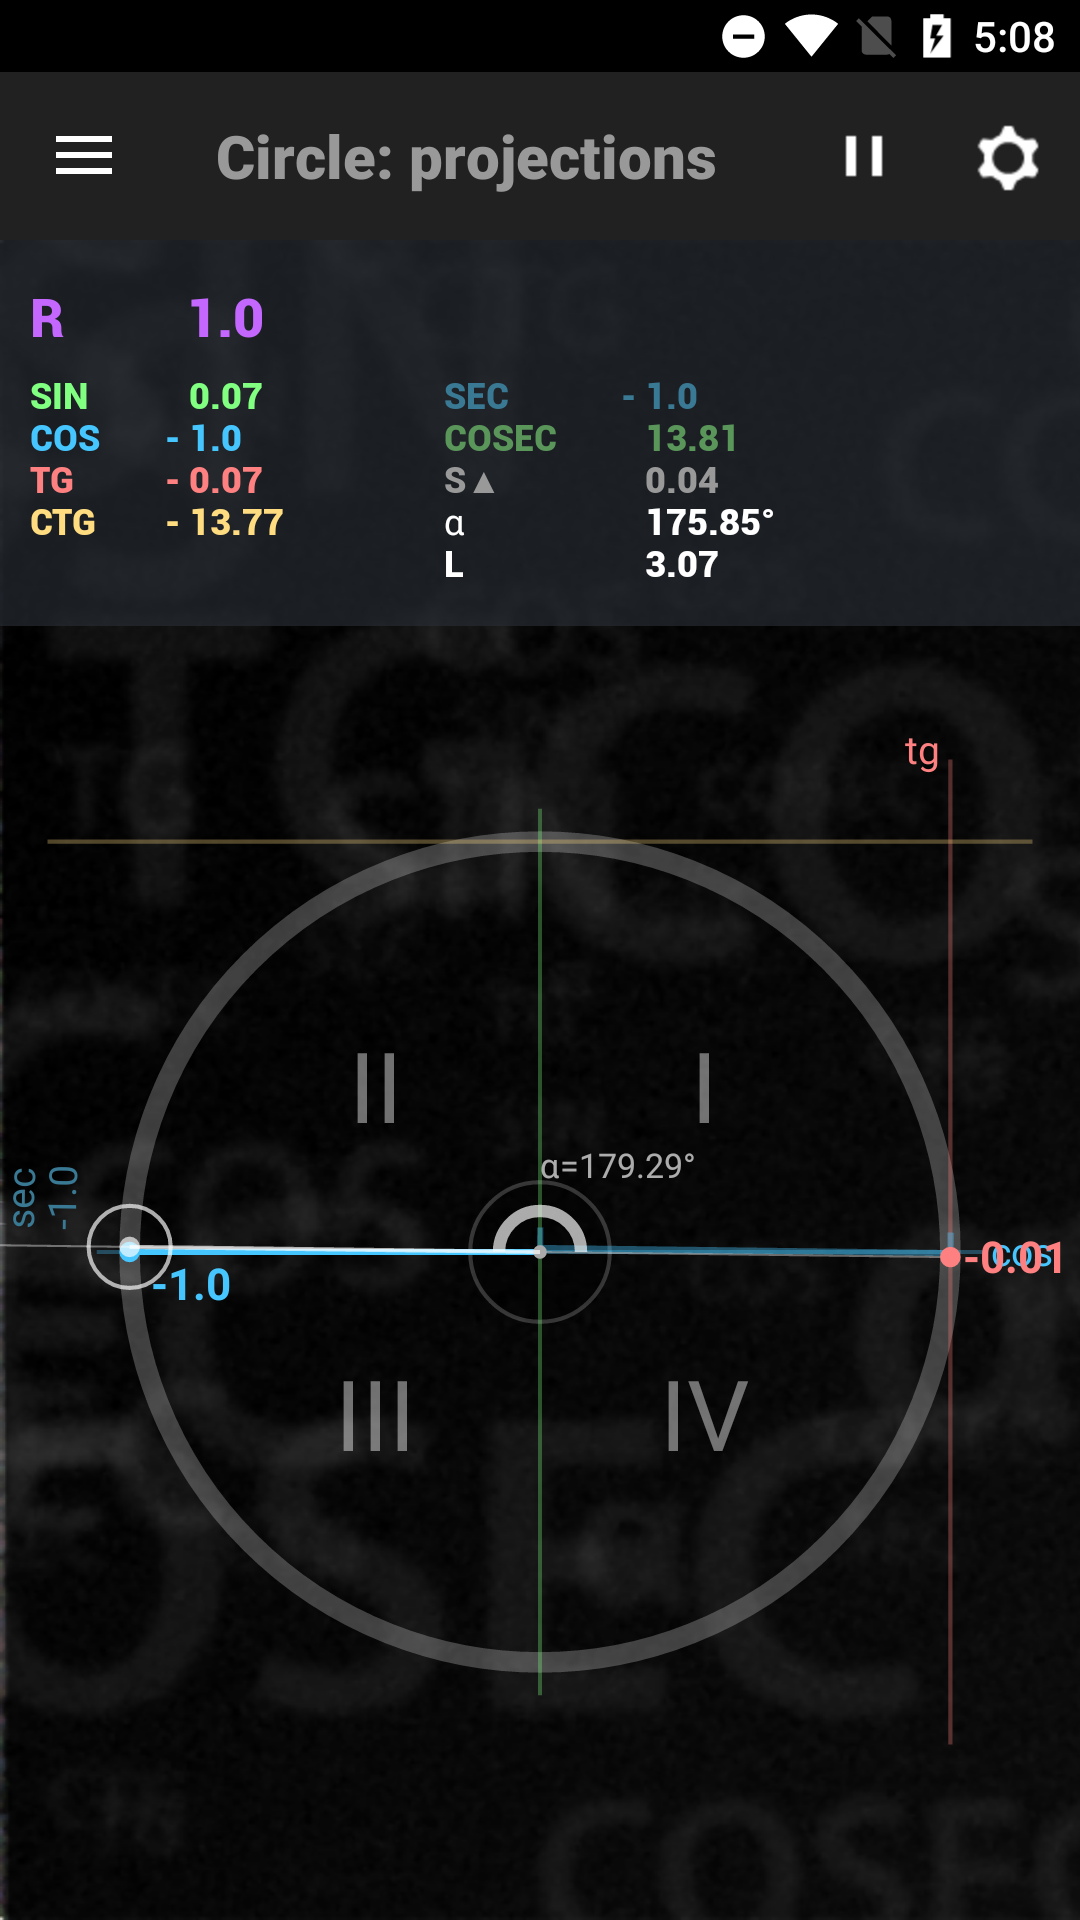 5:08
Circle: projections
R 1.0
SIN 0.07 SEC - 1.0
COS - 1.0 COSEC 13.81
TG - 0.07 S▲ 0.04
CTG - 13.77 α 175.85°
L 3.07
tg
II I
α=179.29°
sec
-1.0
cos
-0.01
-1.0
III IV
COSEC